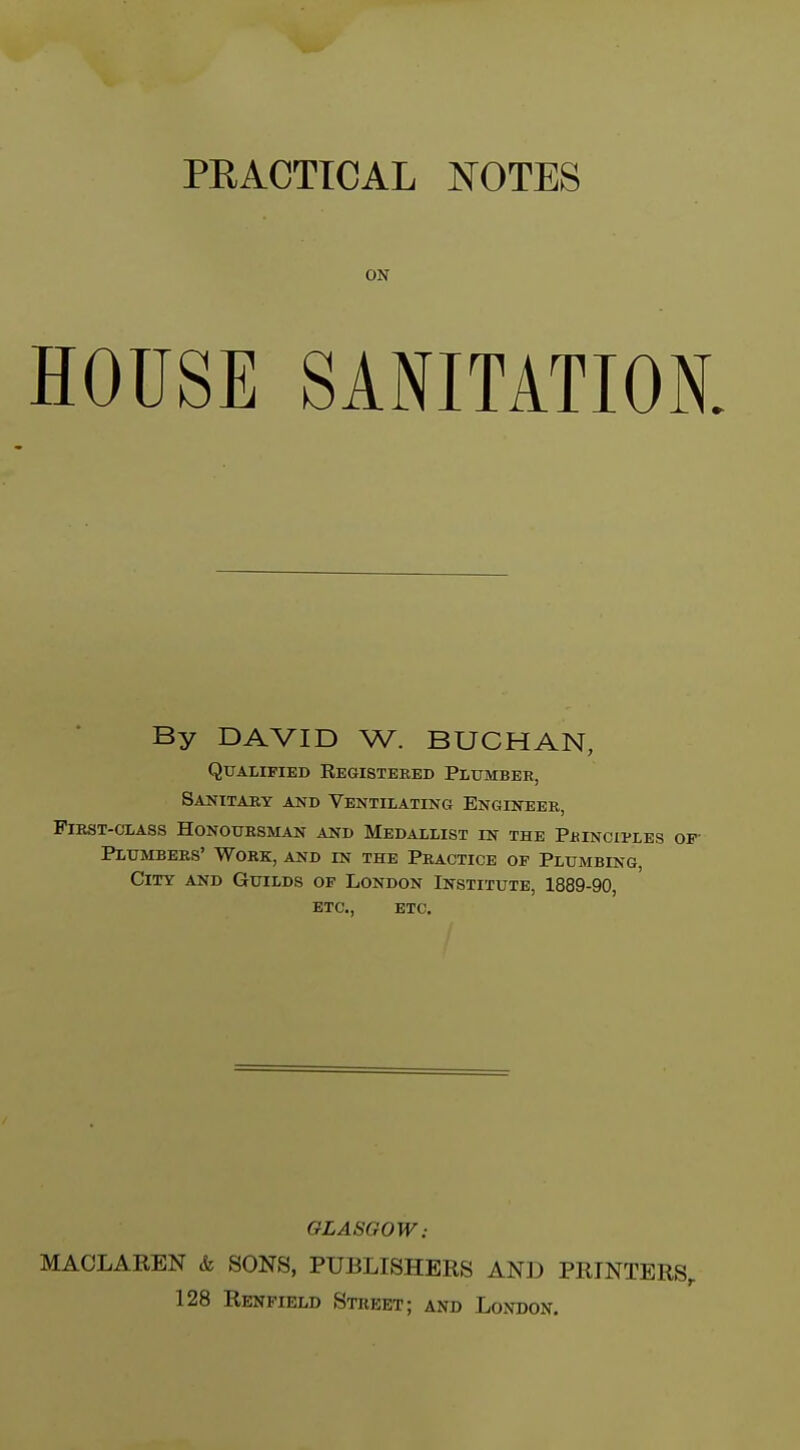 PRACTICAL NOTES
ON
HOUSE SANITATION.
By DAVID W. BUCHAN,
QUALIFIED REGISTERED PLUMBER,
SANITARY AND VENTILATING ENGINEER,
FIRST-CLASS HONOURSMAN AND MEDALLIST IN THE PRINCIPLES OF
PLUMBERS' WORK, AND IN THE PRACTICE OF PLUMBING,
CITY AND GUILDS OF LONDON INSTITUTE, 1889-90,
ETC., ETC.
GLASGOW:
MACLAREN & SONS, PUBLISHERS AND PRINTERS,
128 RENFIELD STREET; AND LONDON.